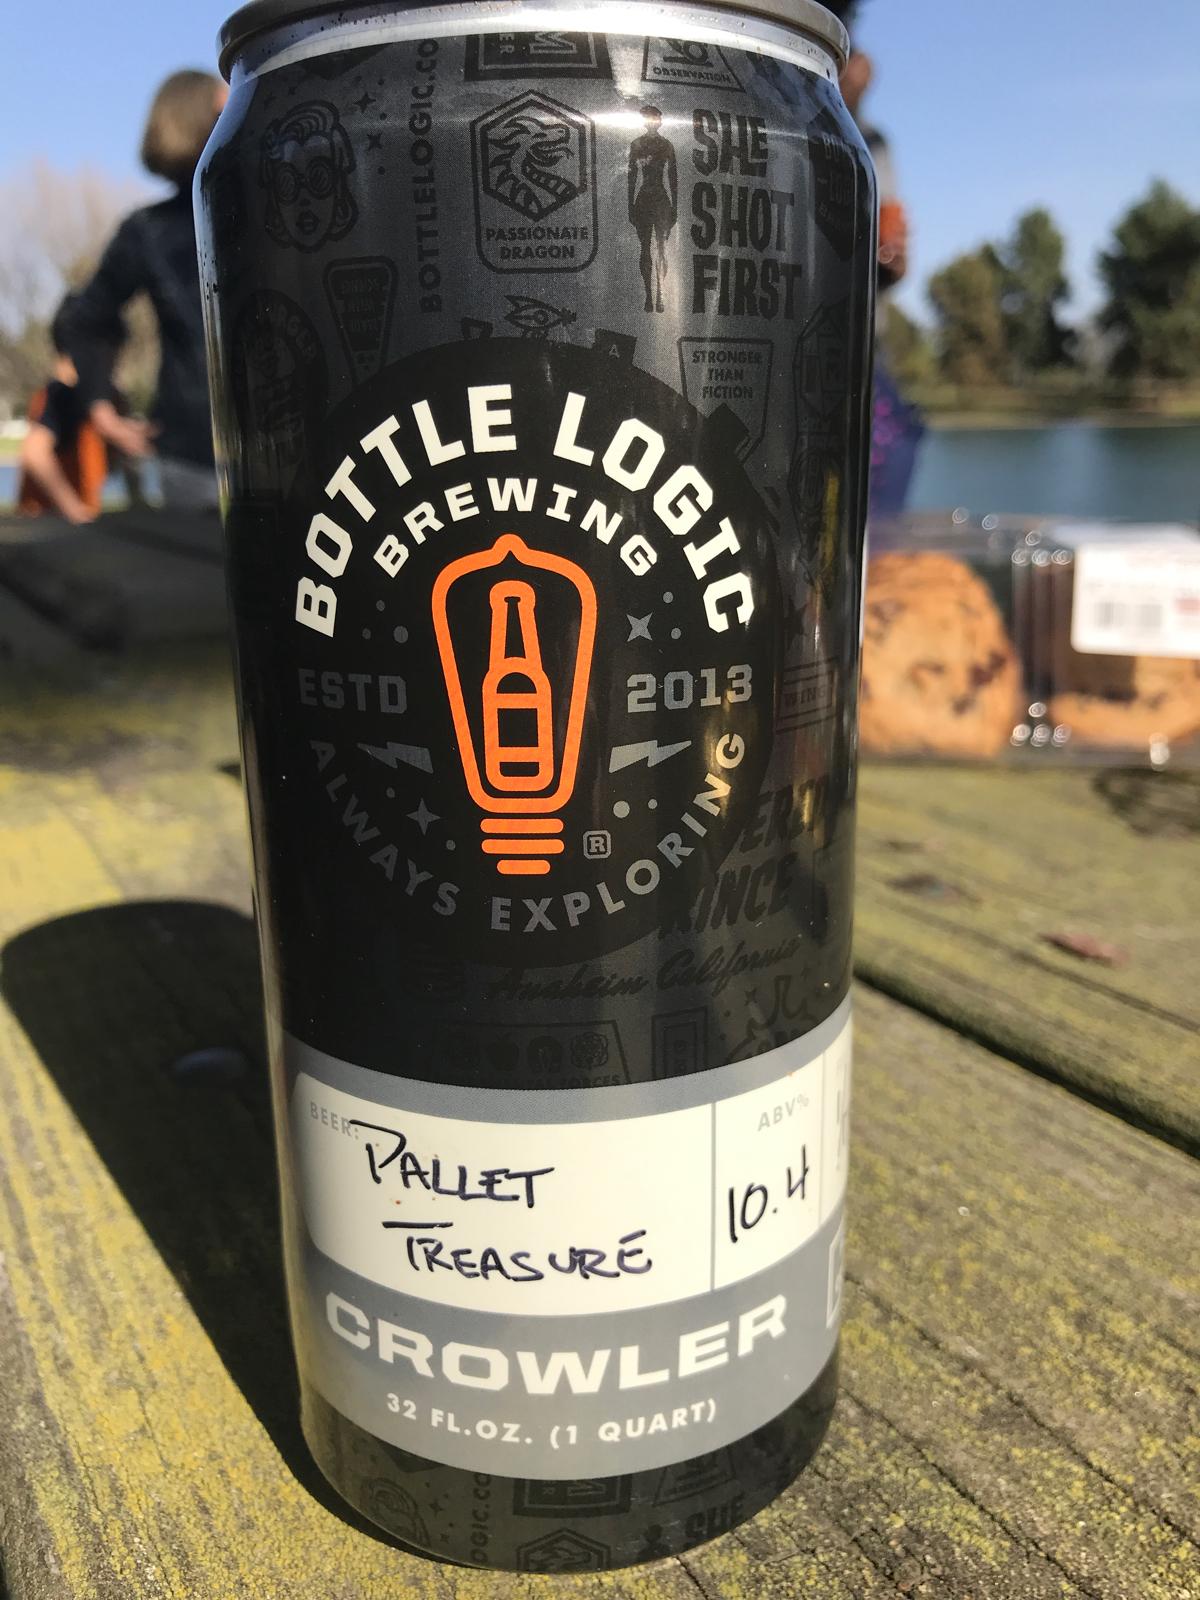 OBSERVATION
BOTTLELOGIC.CO
PASSIONATE
DRAGON
SHE
SHOT
FIRST
STRONGER
THAN
FICTION
BOTTLE LOGIC
BREWING
ESTD 2013
ALWAYS EXPLORING
®
Anaheim California
BEER: PALLET
TREASURE
ABV%
10.4
CROWLER
32 FL.OZ. (1 QUART)
SHE